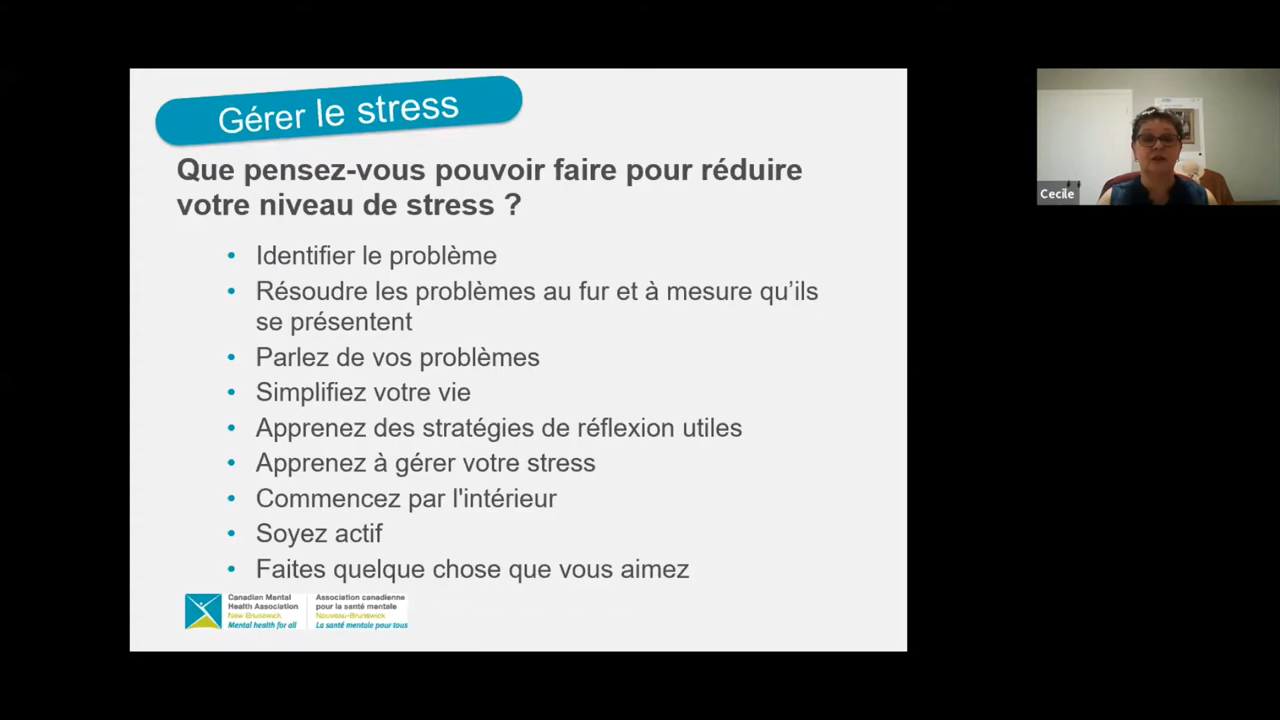 Gérer le stress
Que pensez-vous pouvoir faire pour réduire
votre niveau de stress ?
• Identifier le problème
• Résoudre les problèmes au fur et à mesure qu’ils
se présentent
• Parlez de vos problèmes
• Simplifiez votre vie
• Apprenez des stratégies de réflexion utiles
• Apprenez à gérer votre stress
• Commencez par l'intérieur
• Soyez actif
• Faites quelque chose que vous aimez
Canadian Mental
Health Association
New Brunswick
Mental health for all
Association canadienne
pour la santé mentale
Nouveau-Brunswick
La santé mentale pour tous
Cecile